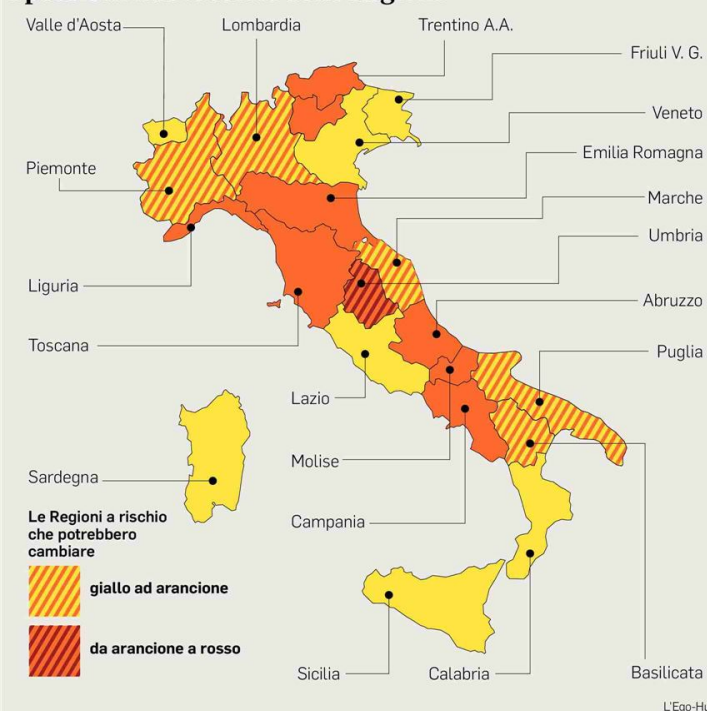 Valle d'Aosta
Lombardia
Trentino A.A.
Friuli V. G.
Veneto
Piemonte
Emilia Romagna
Marche
Umbria
Liguria
Abruzzo
Toscana
Puglia
Lazio
Molise
Sardegna
Campania
Le Regioni a rischio
che potrebbero
cambiare
giallo ad arancione
da arancione a rosso
Sicilia
Calabria
Basilicata